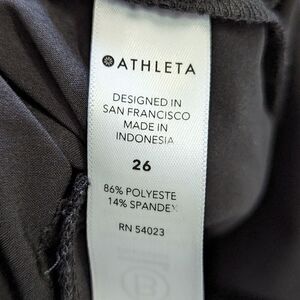 ATHLETA
DESIGNED IN
SAN FRANCISCO
MADE IN
INDONESIA
26
86% POLYESTE
14% SPANDEX
RN 54023
B